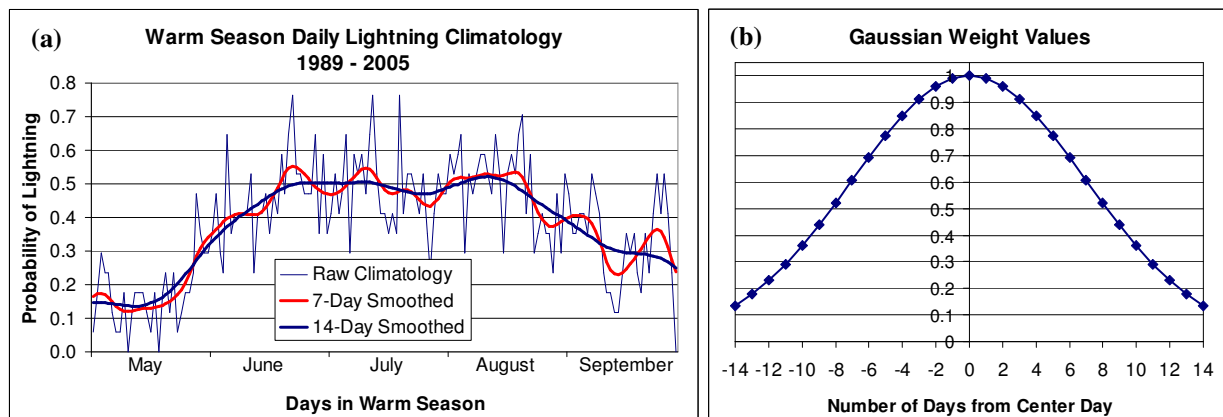 (a)
Warm Season Daily Lightning Climatology
1989 - 2005
Probability of Lightning
0.8
0.7
0.6
0.5
0.4
0.3
0.2
0.1
0.0
Raw Climatology
7-Day Smoothed
14-Day Smoothed
May June July August September
Days in Warm Season
(b)
Gaussian Weight Values
1
0.9
0.8
0.7
0.6
0.5
0.4
0.3
0.2
0.1
0
-14 -12 -10 -8 -6 -4 -2 0 2 4 6 8 10 12 14
Number of Days from Center Day